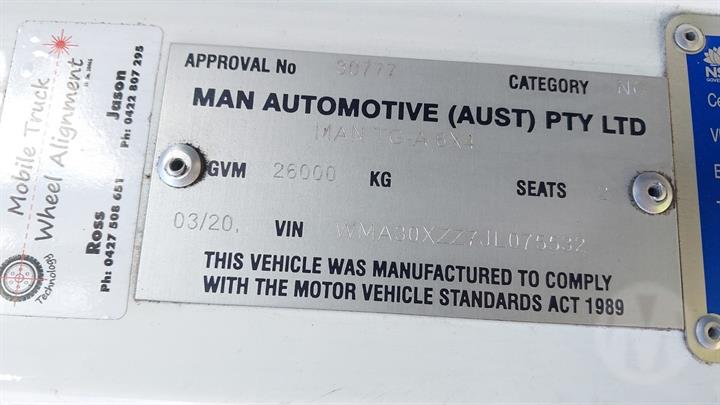 Mobile Truck
Wheel Alignment
Technology
Ross
Ph: 0427 508 651
Jason
Ph: 0422 807 295
APPROVAL No 30777
CATEGORY NC
MAN AUTOMOTIVE (AUST) PTY LTD
MAN TG-A 6X4
GVM 26000 KG SEATS 2
03/20. VIN WMA30XZZ7JL075532
THIS VEHICLE WAS MANUFACTURED TO COMPLY
WITH THE MOTOR VEHICLE STANDARDS ACT 1989